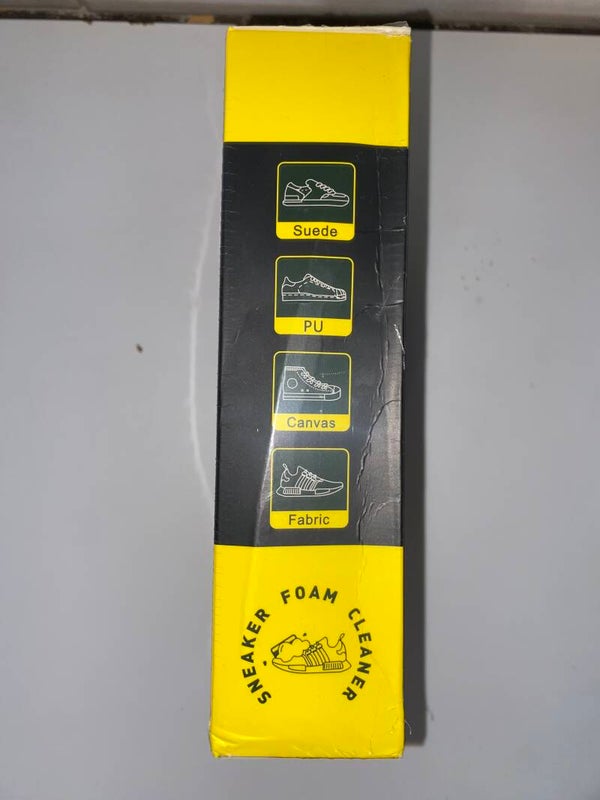 Suede
PU
Canvas
Fabric
SNEAKER FOAM CLEANER